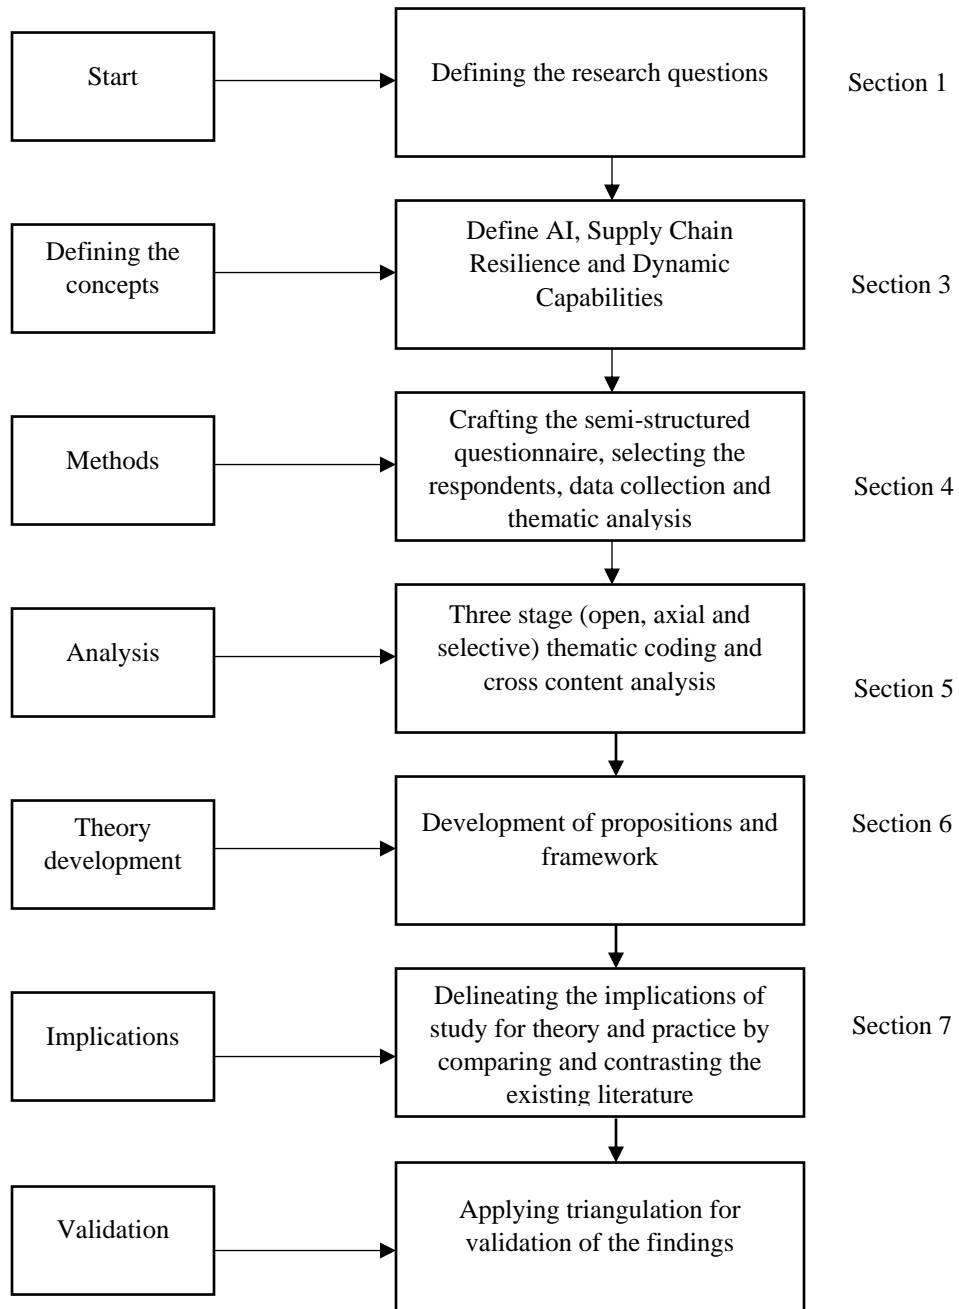 Start
Defining the research questions
Section 1
Defining the
concepts
Define AI, Supply Chain
Resilience and Dynamic
Capabilities
Section 3
Methods
Crafting the semi-structured
questionnaire, selecting the
respondents, data collection and
thematic analysis
Section 4
Analysis
Three stage (open, axial and
selective) thematic coding and
cross content analysis
Section 5
Theory
development
Development of propositions and
framework
Section 6
Implications
Delineating the implications of
study for theory and practice by
comparing and contrasting the
existing literature
Section 7
Validation
Applying triangulation for
validation of the findings